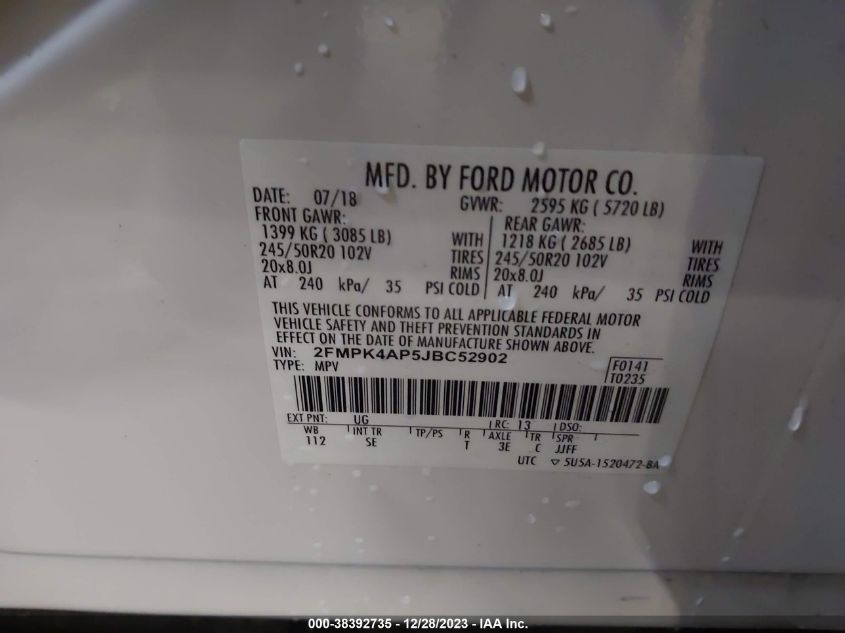 MFD. BY FORD MOTOR CO.
DATE: 07/18 GVWR: 2595 KG ( 5720 LB)
FRONT GAWR: REAR GAWR:
1399 KG ( 3085 LB) WITH 1218 KG ( 2685 LB) WITH
245/50R20 102V TIRES 245/50R20 102V TIRES
20x8.0J RIMS 20x8.0J RIMS
AT 240 kPa/ 35 PSI COLD AT 240 kPa/ 35 PSI COLD
THIS VEHICLE CONFORMS TO ALL APPLICABLE FEDERAL MOTOR
VEHICLE SAFETY AND THEFT PREVENTION STANDARDS IN
EFFECT ON THE DATE OF MANUFACTURE SHOWN ABOVE.
VIN: 2FMPK4AP5JBC52902
TYPE: MPV
F0141
T0235
EXT PNT: UG RC: 13 DSO:
WB INT TR TP/PS R AXLE TR SPR
112 SE T 3E C JJFF
UTC ▽ 5U5A-1520472-BA
000-38392735 - 12/28/2023 - IAA Inc.